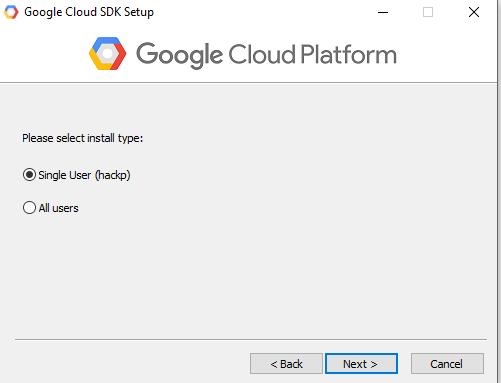 Google Cloud SDK Setup
Google Cloud Platform
Please select install type:
Single User (hackp)
All users
< Back Next > Cancel